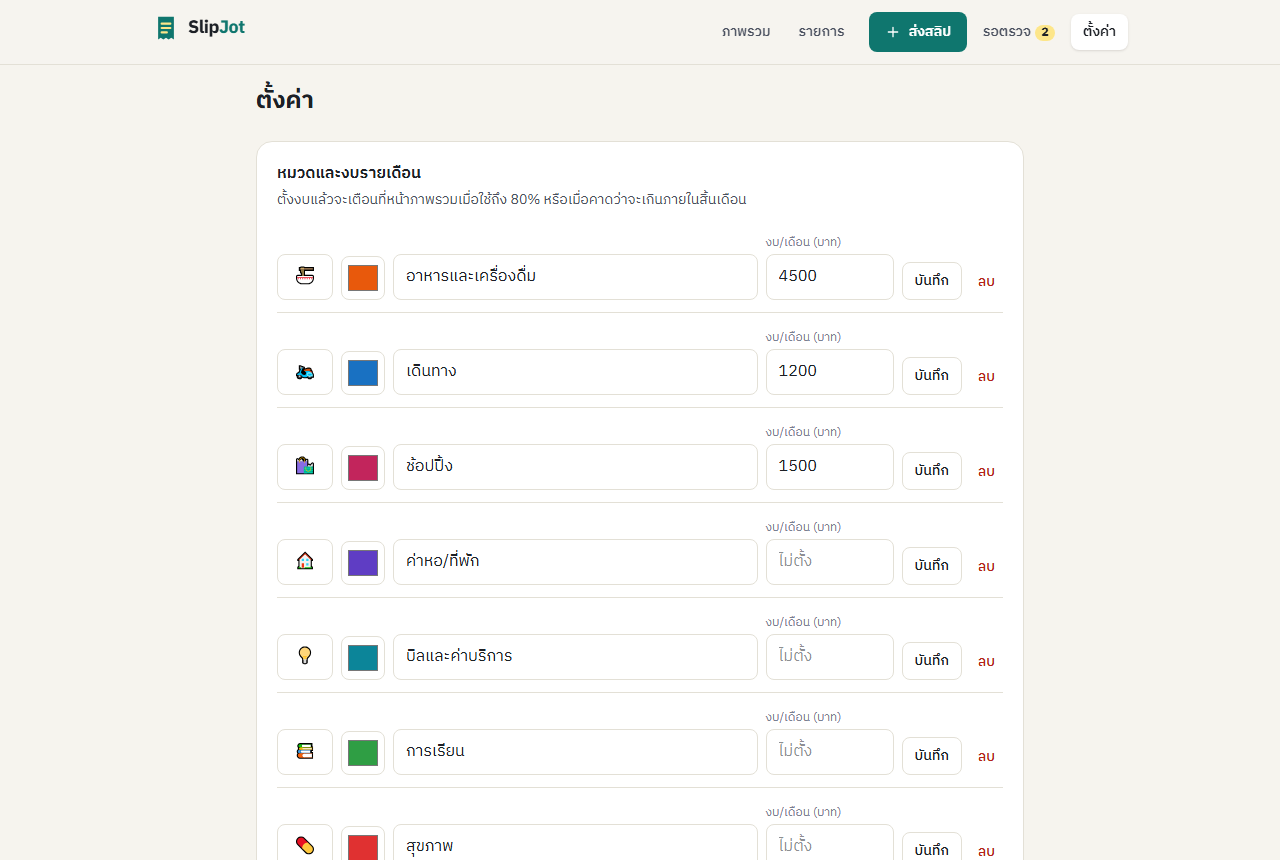 SlipJot
ภาพรวม รายการ + ส่งสลิป รอตรวจ 2 ตั้งค่า
ตั้งค่า
หมวดและงบรายเดือน
ตั้งงบแล้วจะเตือนที่หน้าภาพรวมเมื่อใช้ถึง 80% หรือเมื่อคาดว่าจะเกินภายในสิ้นเดือน
งบ/เดือน (บาท)
อาหารและเครื่องดื่ม 4500 บันทึก ลบ
งบ/เดือน (บาท)
เดินทาง 1200 บันทึก ลบ
งบ/เดือน (บาท)
ช้อปปิ้ง 1500 บันทึก ลบ
งบ/เดือน (บาท)
ค่าหอ/ที่พัก ไม่ตั้ง บันทึก ลบ
งบ/เดือน (บาท)
บิลและค่าบริการ ไม่ตั้ง บันทึก ลบ
งบ/เดือน (บาท)
การเรียน ไม่ตั้ง บันทึก ลบ
งบ/เดือน (บาท)
สุขภาพ ไม่ตั้ง บันทึก ลบ